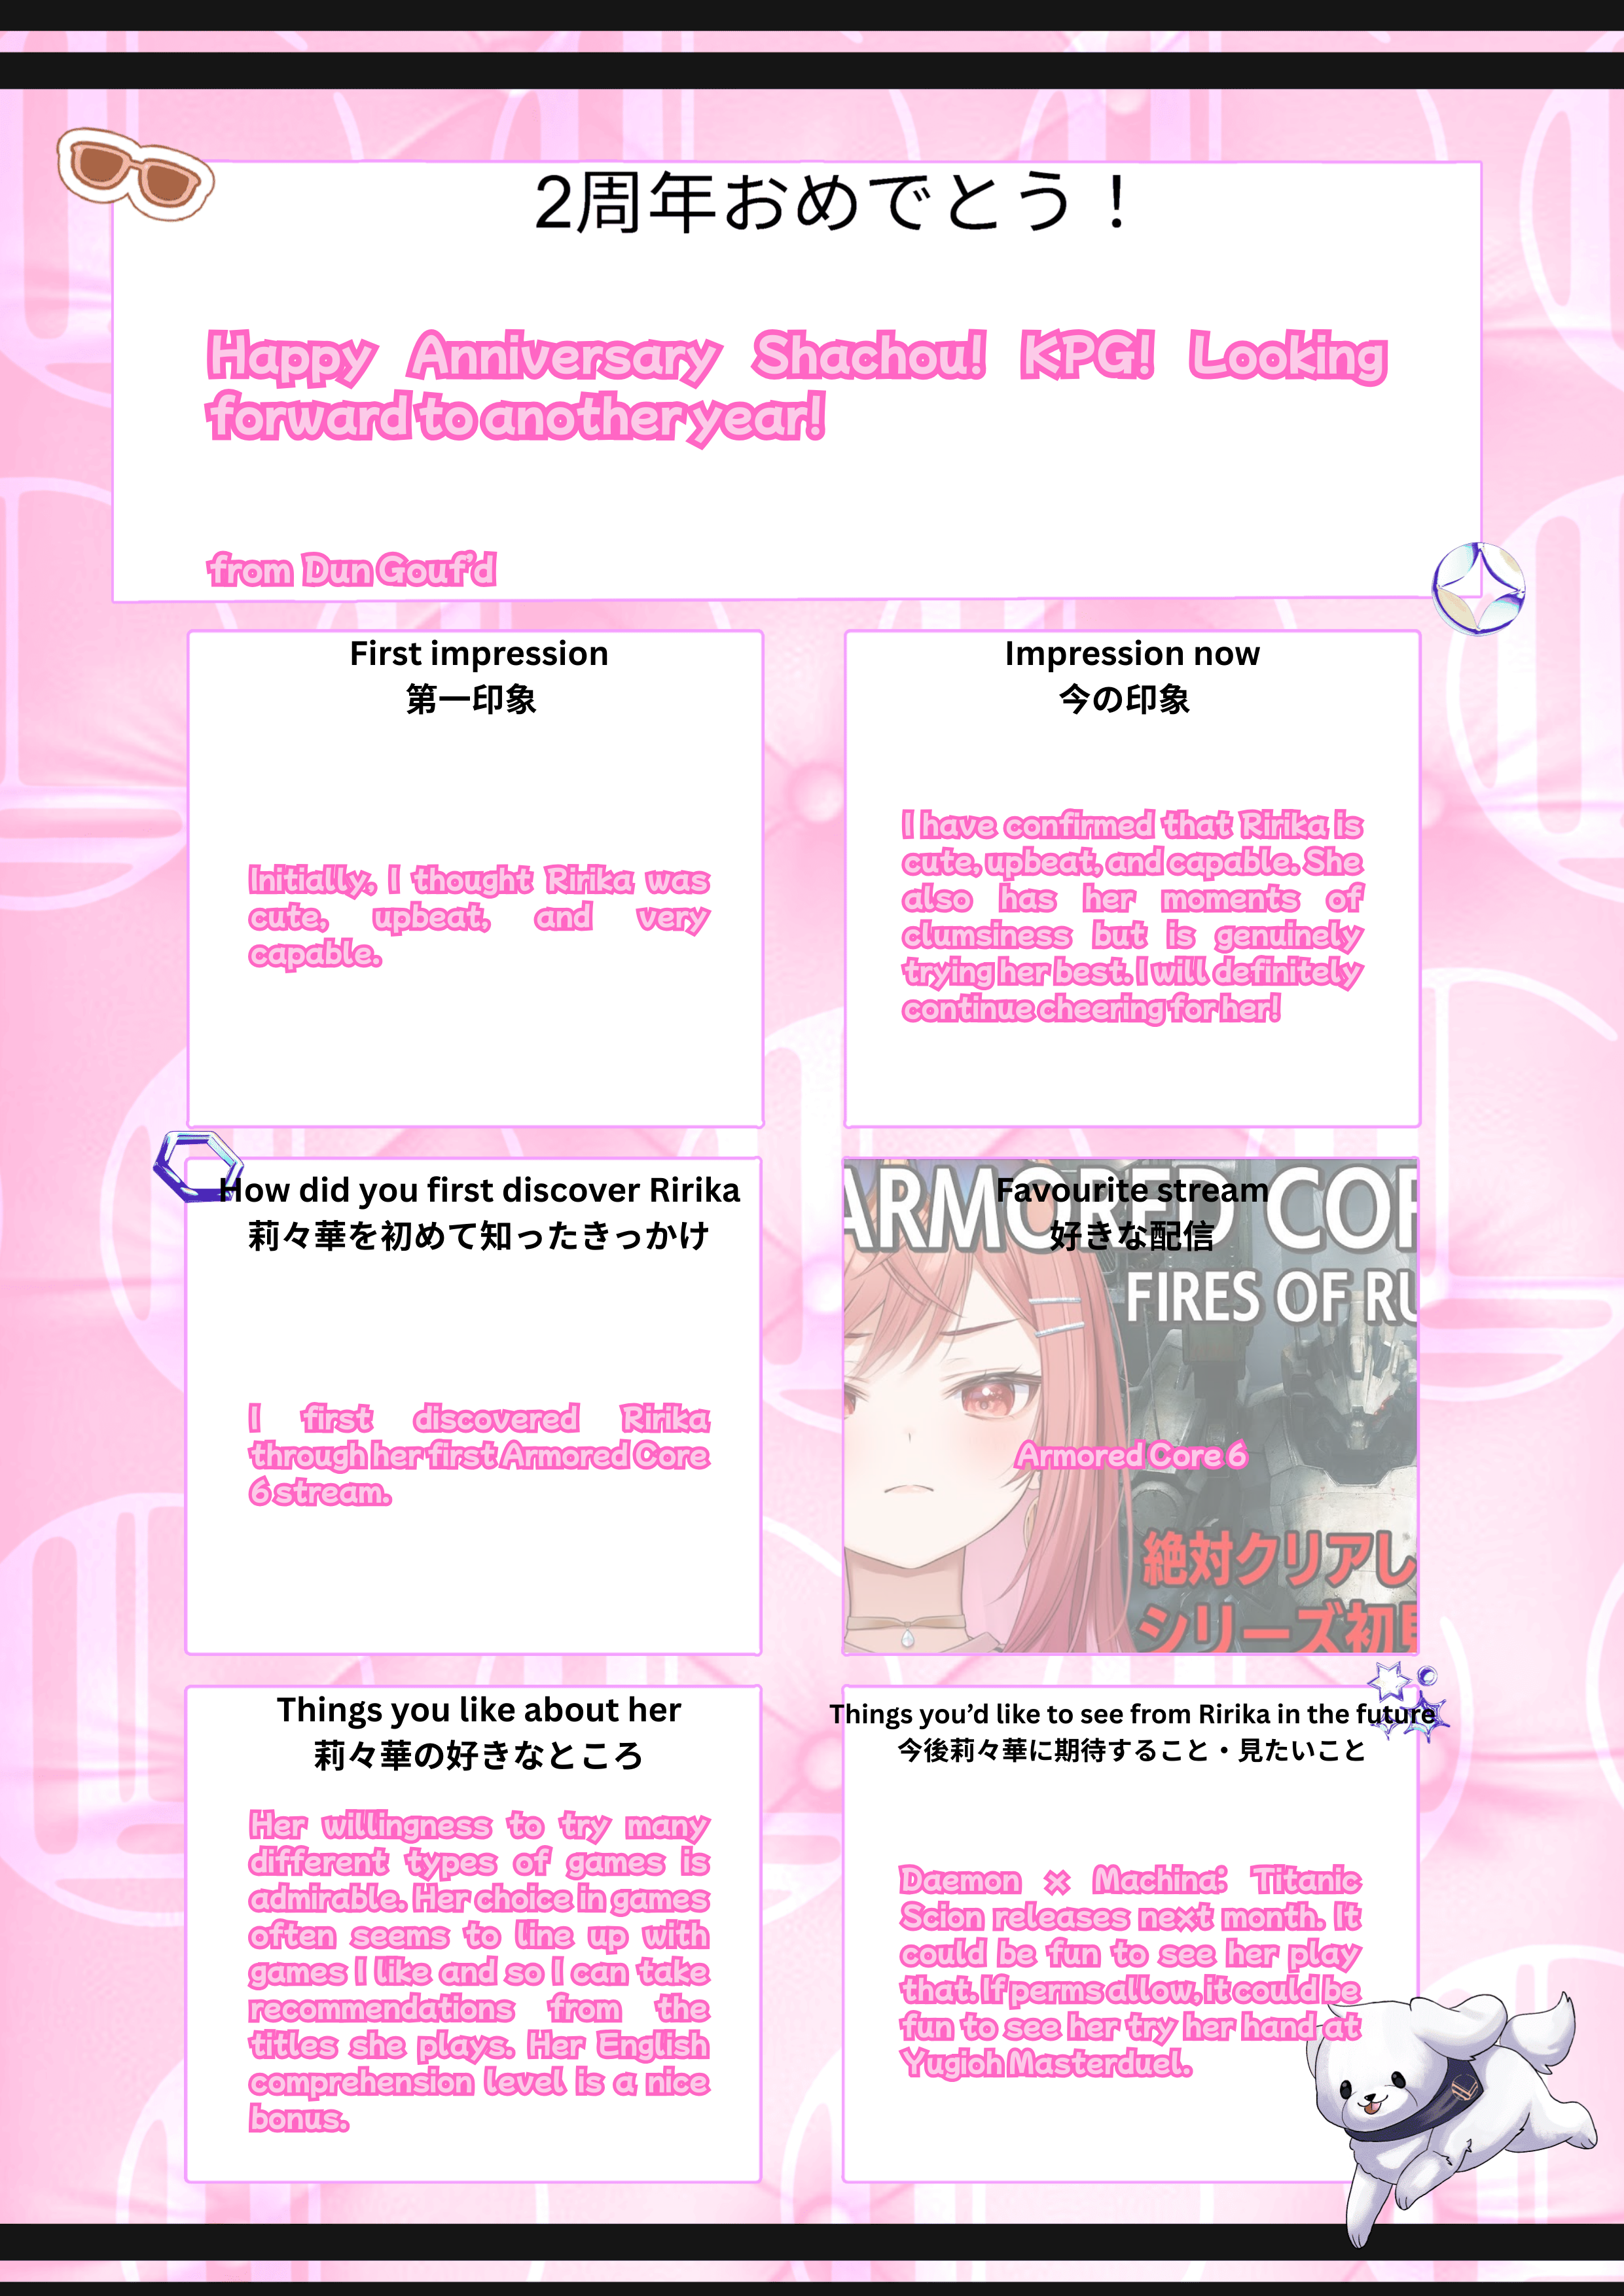 2周年おめでとう！
Happy Anniversary Shachou! KPG! Looking
forward to another year!
from Dun Gouf'd
First impression
第一印象
Initially, I thought Ririka was
cute, upbeat, and very
capable.
Impression now
今の印象
I have confirmed that Ririka is
cute, upbeat, and capable. She
also has her moments of
clumsiness but is genuinely
trying her best. I will definitely
continue cheering for her!
How did you first discover Ririka
莉々華を初めて知ったきっかけ
I first discovered Ririka
through her first Armored Core
6 stream.
Favourite stream
好きな配信
ARMORED COR
FIRES OF RU
Armored Core 6
絶対クリアし
シリーズ初見
Things you like about her
莉々華の好きなところ
Her willingness to try many
different types of games is
admirable. Her choice in games
often seems to line up with
games I like and so I can take
recommendations from the
titles she plays. Her English
comprehension level is a nice
bonus.
Things you'd like to see from Ririka in the future
今後莉々華に期待すること・見たいこと
Daemon x Machina: Titanic
Scion releases next month. It
could be fun to see her play
that. If perms allow, it could be
fun to see her try her hand at
Yugioh Masterduel.